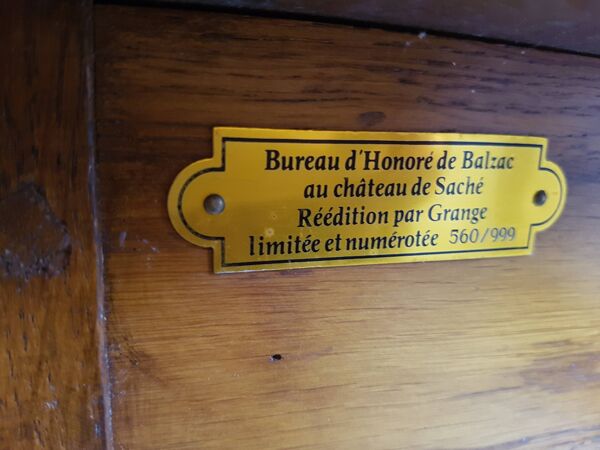 Bureau d'Honoré de Balzac
au château de Saché
Réédition par Grange
limitée et numérotée 560/999